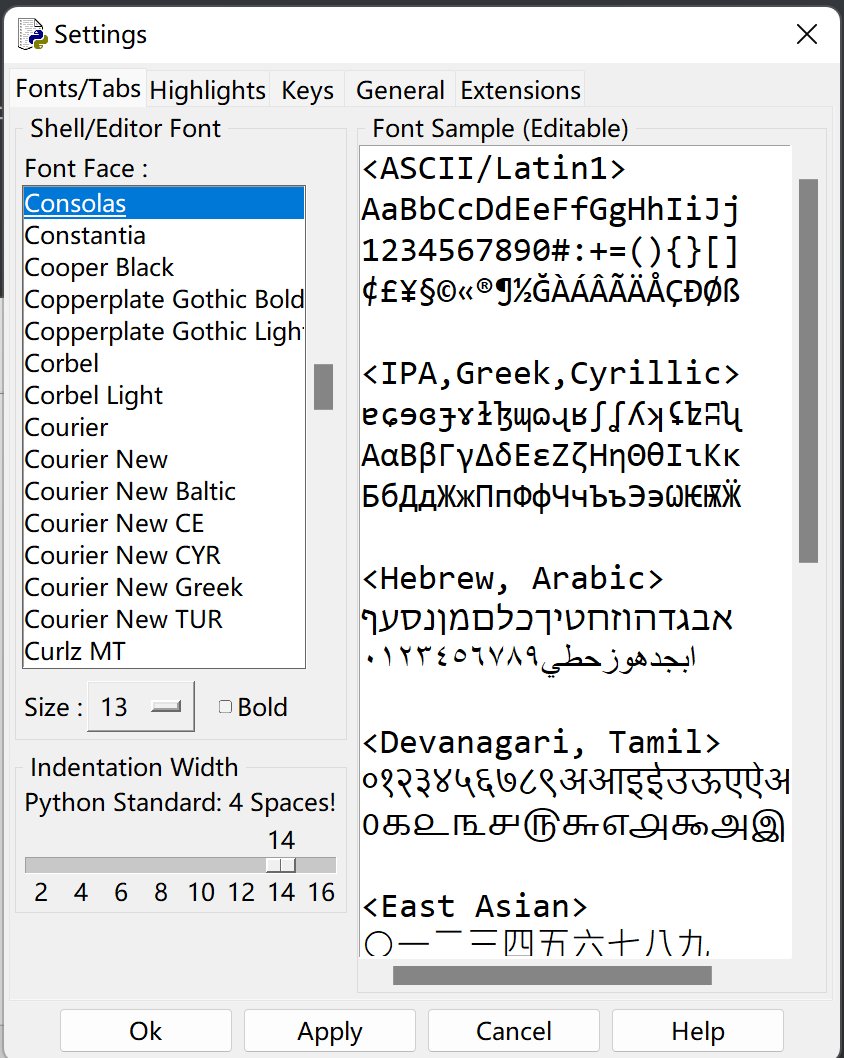 Settings
Fonts/Tabs Highlights Keys General Extensions
Shell/Editor Font
Font Face :
Consolas
Constantia
Cooper Black
Copperplate Gothic Bold
Copperplate Gothic Light
Corbel
Corbel Light
Courier
Courier New
Courier New Baltic
Courier New CE
Courier New CYR
Courier New Greek
Courier New TUR
Curlz MT
Size : 13 Bold
Indentation Width
Python Standard: 4 Spaces!
14
2 4 6 8 10 12 14 16
Font Sample (Editable)
<ASCII/Latin1>
AaBbCcDdEeFfGgHhIiJj
1234567890#:+=(){}[]
¢£¥§©«®¶½ĞÀÁÂÃÄÅÇÐØß
<IPA,Greek,Cyrillic>
ɐɕɘɞɟɤɫɮɰɷɻʁʃʆʎʞʢʫʭʯ
ΑαΒβΓγΔδΕεΖζΗηΘθΙιΚκ
БбДдЖжПпФфЧчЪъЭэѠѤѬӜ
<Hebrew, Arabic>
אבגדהוזחטיךכלםמןנסעף
ابجدهوزحطي٠١٢٣٤٥٦٧٨٩
<Devanagari, Tamil>
०१२३४५६७८९अआइईउऊएऐअ
0௧௨௩௪௫௬௭௮௯அஇ
<East Asian>
〇一二三四五六七八九
Ok Apply Cancel Help